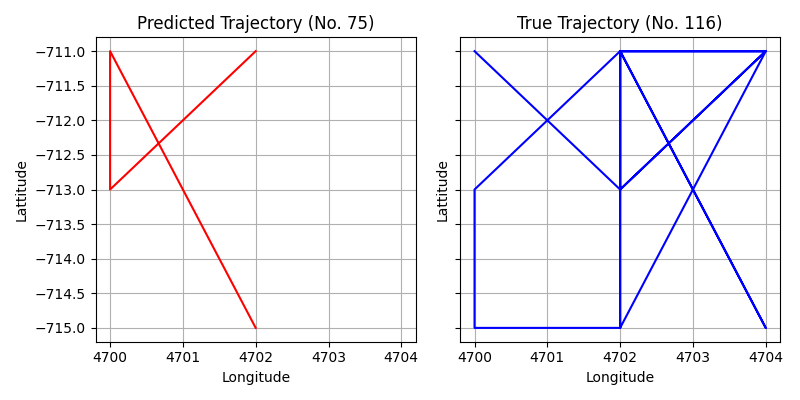 Predicted Trajectory (No. 75)
True Trajectory (No. 116)
Lattitude
−711.0
−711.5
−712.0
−712.5
−713.0
−713.5
−714.0
−714.5
−715.0
4700 4701 4702 4703 4704
Longitude
Lattitude
4700 4701 4702 4703 4704
Longitude